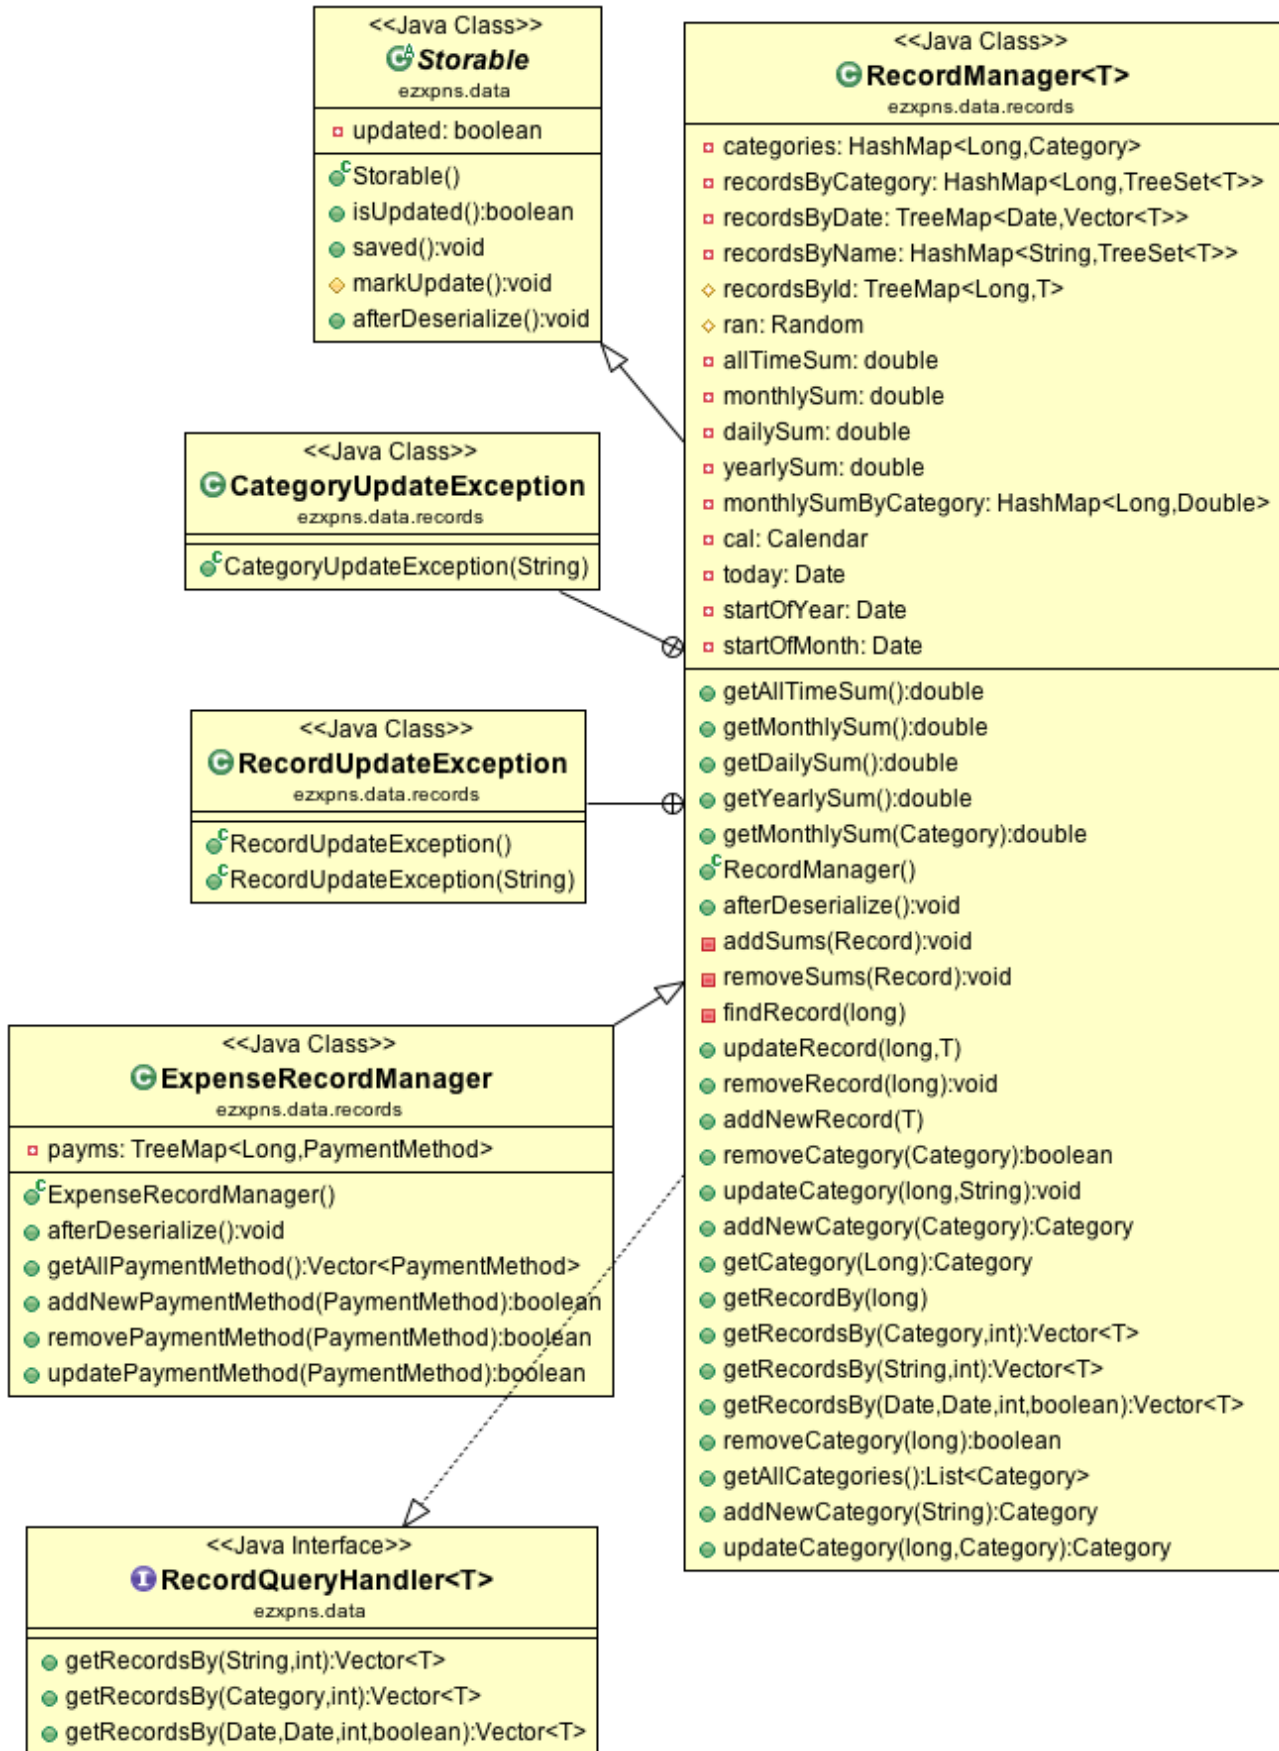 <<Java Class>>
Storable
ezxpns.data
updated: boolean
Storable()
isUpdated():boolean
saved():void
markUpdate():void
afterDeserialize():void
<<Java Class>>
CategoryUpdateException
ezxpns.data.records
CategoryUpdateException(String)
<<Java Class>>
RecordUpdateException
ezxpns.data.records
RecordUpdateException()
RecordUpdateException(String)
<<Java Class>>
ExpenseRecordManager
ezxpns.data.records
payms: TreeMap<Long,PaymentMethod>
ExpenseRecordManager()
afterDeserialize():void
getAllPaymentMethod():Vector<PaymentMethod>
addNewPaymentMethod(PaymentMethod):boolean
removePaymentMethod(PaymentMethod):boolean
updatePaymentMethod(PaymentMethod):boolean
<<Java Interface>>
RecordQueryHandler<T>
ezxpns.data
getRecordsBy(String,int):Vector<T>
getRecordsBy(Category,int):Vector<T>
getRecordsBy(Date,Date,int,boolean):Vector<T>
<<Java Class>>
RecordManager<T>
ezxpns.data.records
categories: HashMap<Long,Category>
recordsByCategory: HashMap<Long,TreeSet<T>>
recordsByDate: TreeMap<Date,Vector<T>>
recordsByName: HashMap<String,TreeSet<T>>
recordsById: TreeMap<Long,T>
ran: Random
allTimeSum: double
monthlySum: double
dailySum: double
yearlySum: double
monthlySumByCategory: HashMap<Long,Double>
cal: Calendar
today: Date
startOfYear: Date
startOfMonth: Date
getAllTimeSum():double
getMonthlySum():double
getDailySum():double
getYearlySum():double
getMonthlySum(Category):double
RecordManager()
afterDeserialize():void
addSums(Record):void
removeSums(Record):void
findRecord(long)
updateRecord(long,T)
removeRecord(long):void
addNewRecord(T)
removeCategory(Category):boolean
updateCategory(long,String):void
addNewCategory(Category):Category
getCategory(Long):Category
getRecordBy(long)
getRecordsBy(Category,int):Vector<T>
getRecordsBy(String,int):Vector<T>
getRecordsBy(Date,Date,int,boolean):Vector<T>
removeCategory(long):boolean
getAllCategories():List<Category>
addNewCategory(String):Category
updateCategory(long,Category):Category